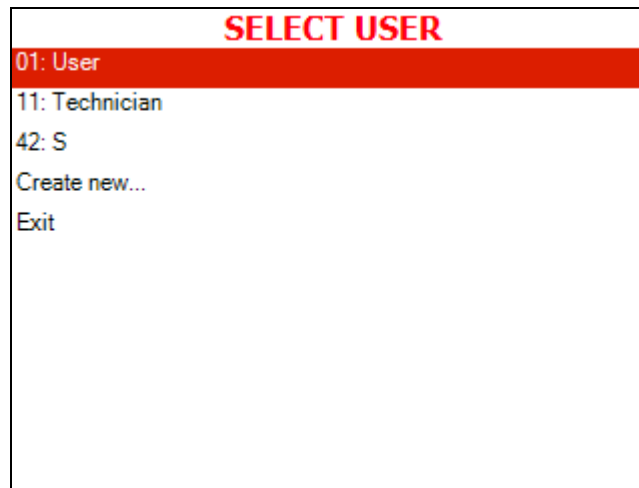 SELECT USER
01: User
11: Technician
42: S
Create new...
Exit